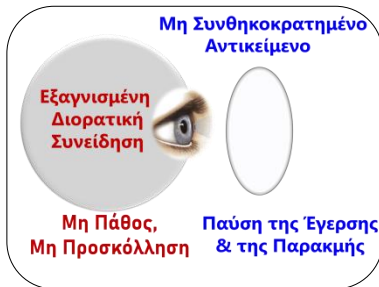 Μη Συνθηκοκρατημένο
Αντικείμενο
Εξαγνισμένη
Διορατική
Συνείδηση
Μη Πάθος,
Μη Προσκόλληση
Παύση της Έγερσης
& της Παρακμής